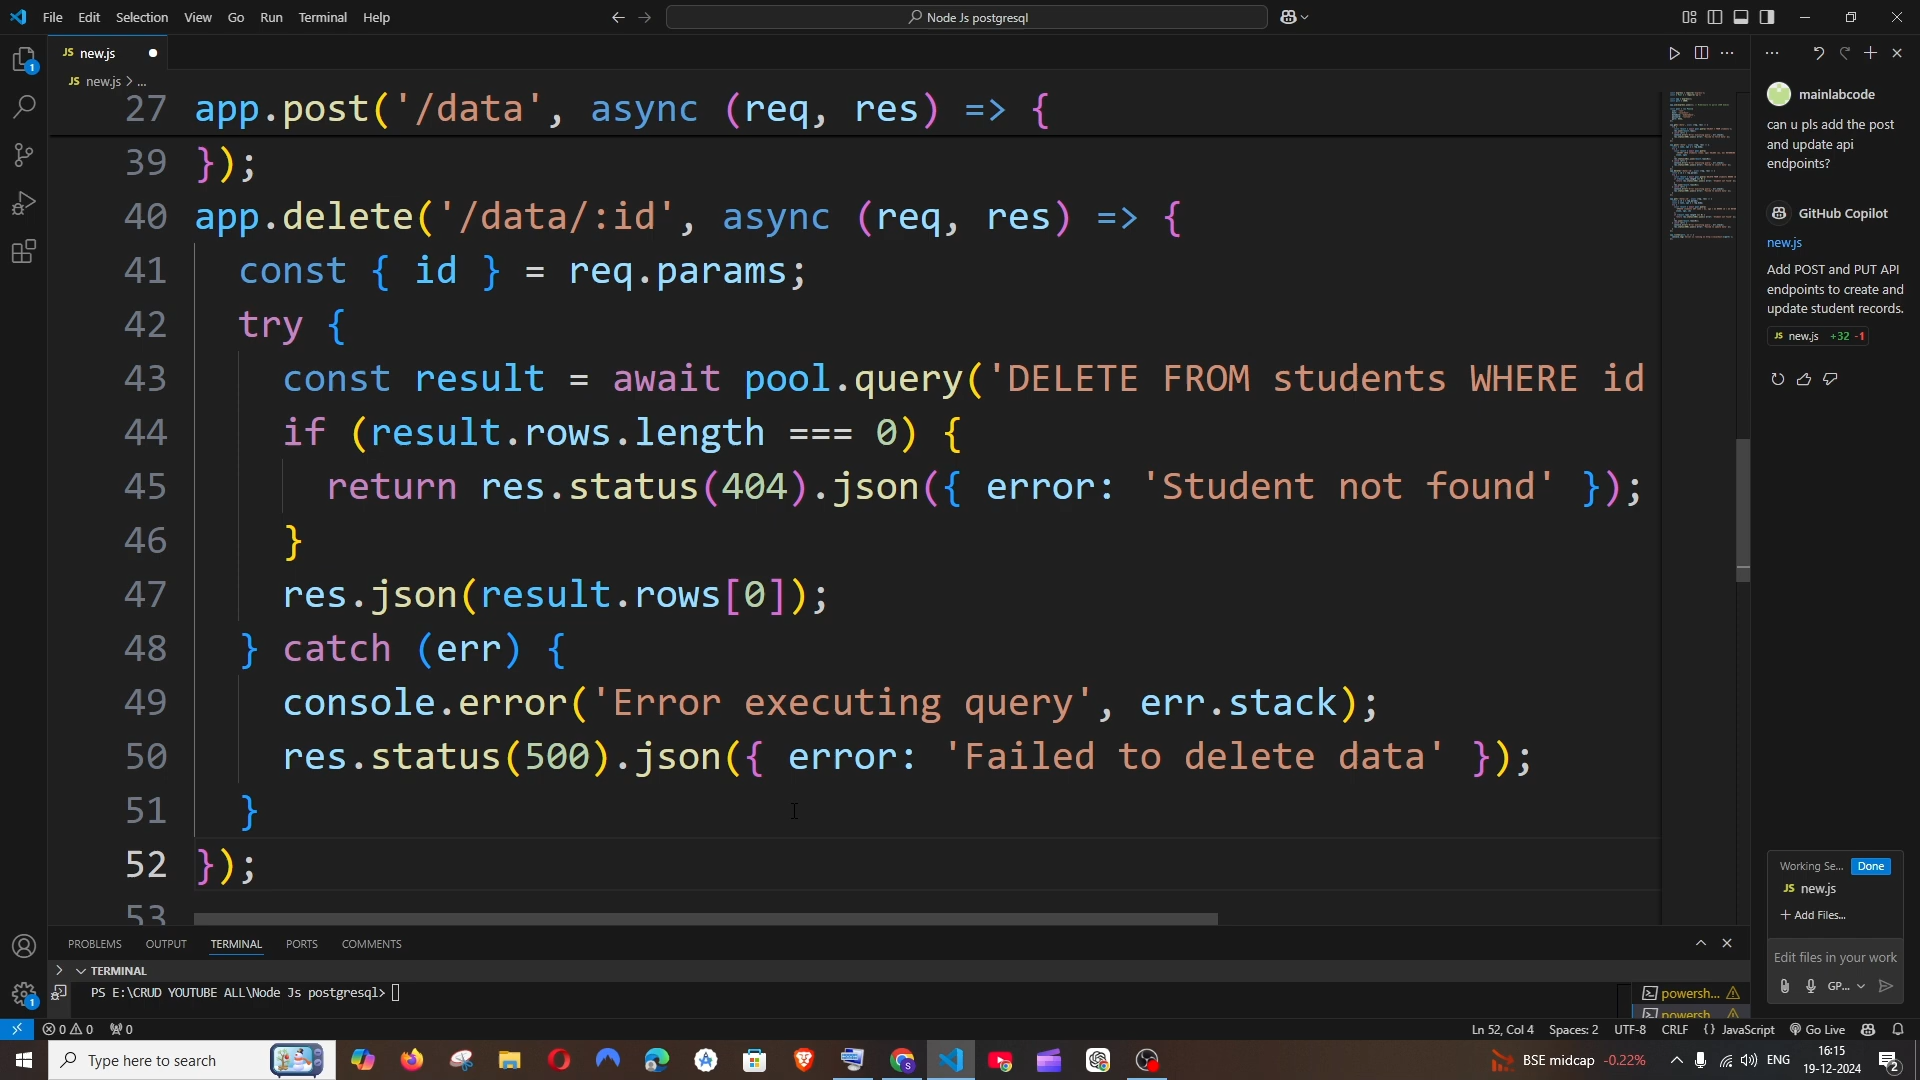 File Edit Selection View Go Run Terminal Help
Node Js postgresql
JS new.js
JS new.js > ...
27 app.post('/data', async (req, res) => {
39 });
40 app.delete('/data/:id', async (req, res) => {
41 const { id } = req.params;
42 try {
43 const result = await pool.query('DELETE FROM students WHERE id
44 if (result.rows.length === 0) {
45 return res.status(404).json({ error: 'Student not found' });
46 }
47 res.json(result.rows[0]);
48 } catch (err) {
49 console.error('Error executing query', err.stack);
50 res.status(500).json({ error: 'Failed to delete data' });
51 }
52 });
53
mainlabcode
can u pls add the post
and update api
endpoints?
GitHub Copilot
new.js
Add POST and PUT API
endpoints to create and
update student records.
JS new.js +32 -1
Working Se... Done
JS new.js
+ Add Files...
Edit files in your work
GP...
PROBLEMS OUTPUT TERMINAL PORTS COMMENTS
TERMINAL
PS E:\CRUD YOUTUBE ALL\Node Js postgresql>
powersh...
powersh
0 0 0
Ln 52, Col 4 Spaces: 2 UTF-8 CRLF {} JavaScript Go Live
Type here to search
BSE midcap -0.22%
ENG
16:15
19-12-2024
2